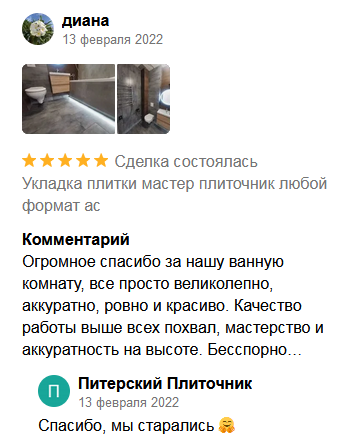 диана
13 февраля 2022
Сделка состоялась
Укладка плитки мастер плиточник любой
формат ас
Комментарий
Огромное спасибо за нашу ванную
комнату, все просто великолепно,
аккуратно, ровно и красиво. Качество
работы выше всех похвал, мастерство и
аккуратность на высоте. Бесспорно…
П
Питерский Плиточник
13 февраля 2022
Спасибо, мы старались 🤗